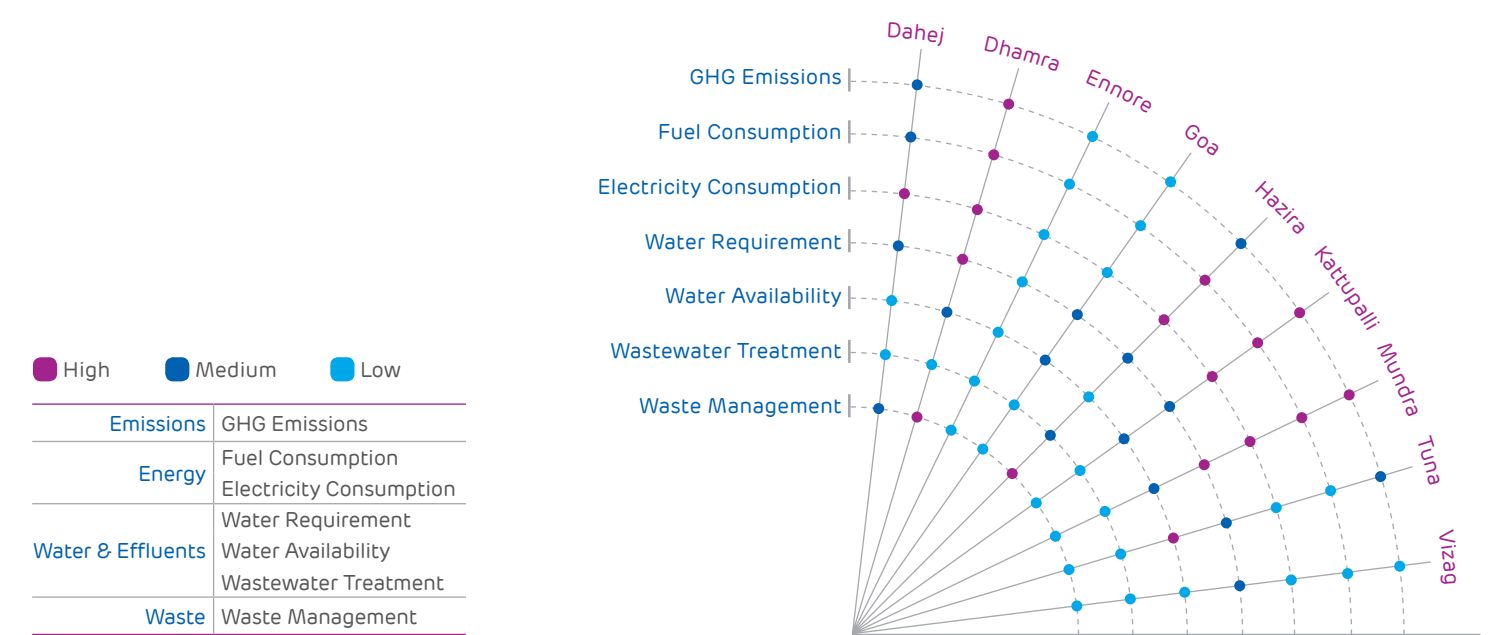 Dahej
Dhamra
Ennore
Goa
Hazira
Kattupalli
Mundra
Tuna
Vizag
GHG Emissions
Fuel Consumption
Electricity Consumption
Water Requirement
Water Availability
Wastewater Treatment
Waste Management
High Medium Low
Emissions GHG Emissions
Energy Fuel Consumption
Electricity Consumption
Water & Effluents Water Requirement
Water Availability
Wastewater Treatment
Waste Waste Management